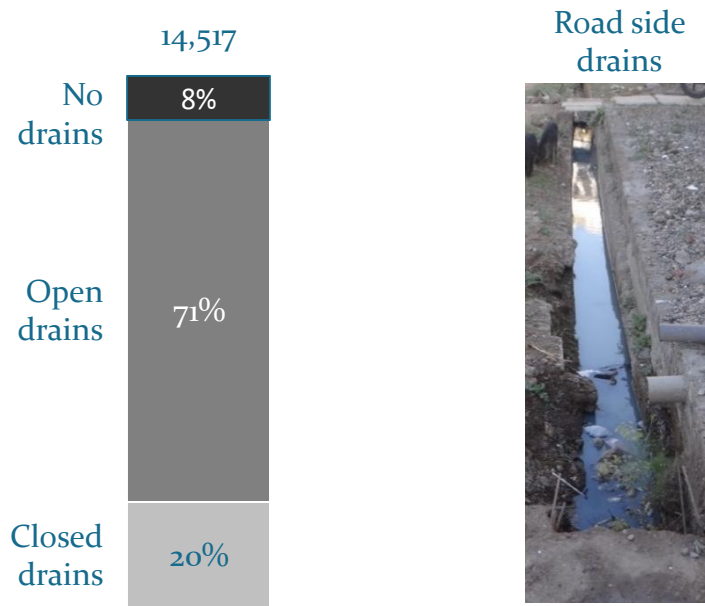 14,517
No
drains
8%
Open
drains
71%
Closed
drains
20%
Road side
drains